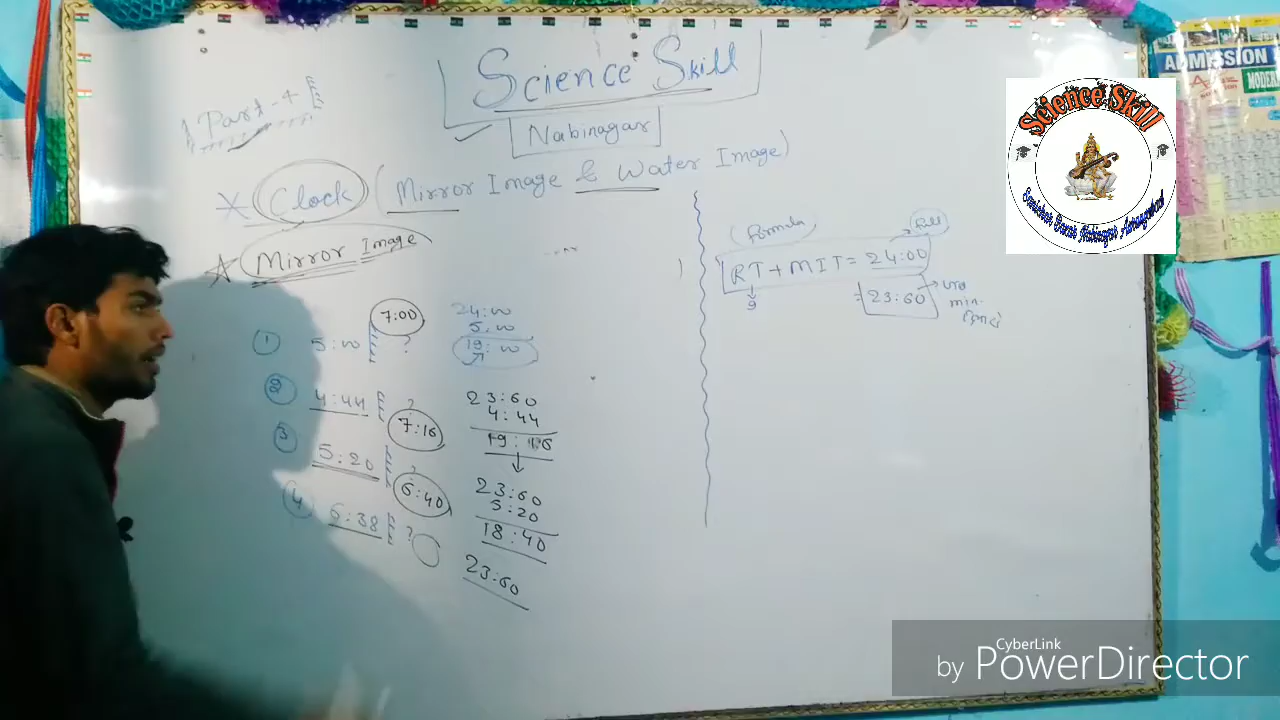 Part-4
Science Skill
Nabinagar
* Clock (Mirror Image & Water Image)
Mirror Image
① 5:00 ? 7:00
24:00
5:00
19:00
② 4:44 ? 7:16
23:60
4:44
19:16
③ 5:20 ? 6:40
23:60
5:20
18:40
④ 6:38 ?
23:60
(formula)
RT + MIT = 24:00
= 23:60
min.
ADMISSION
MODERN
Science Skill
CyberLink
by PowerDirector